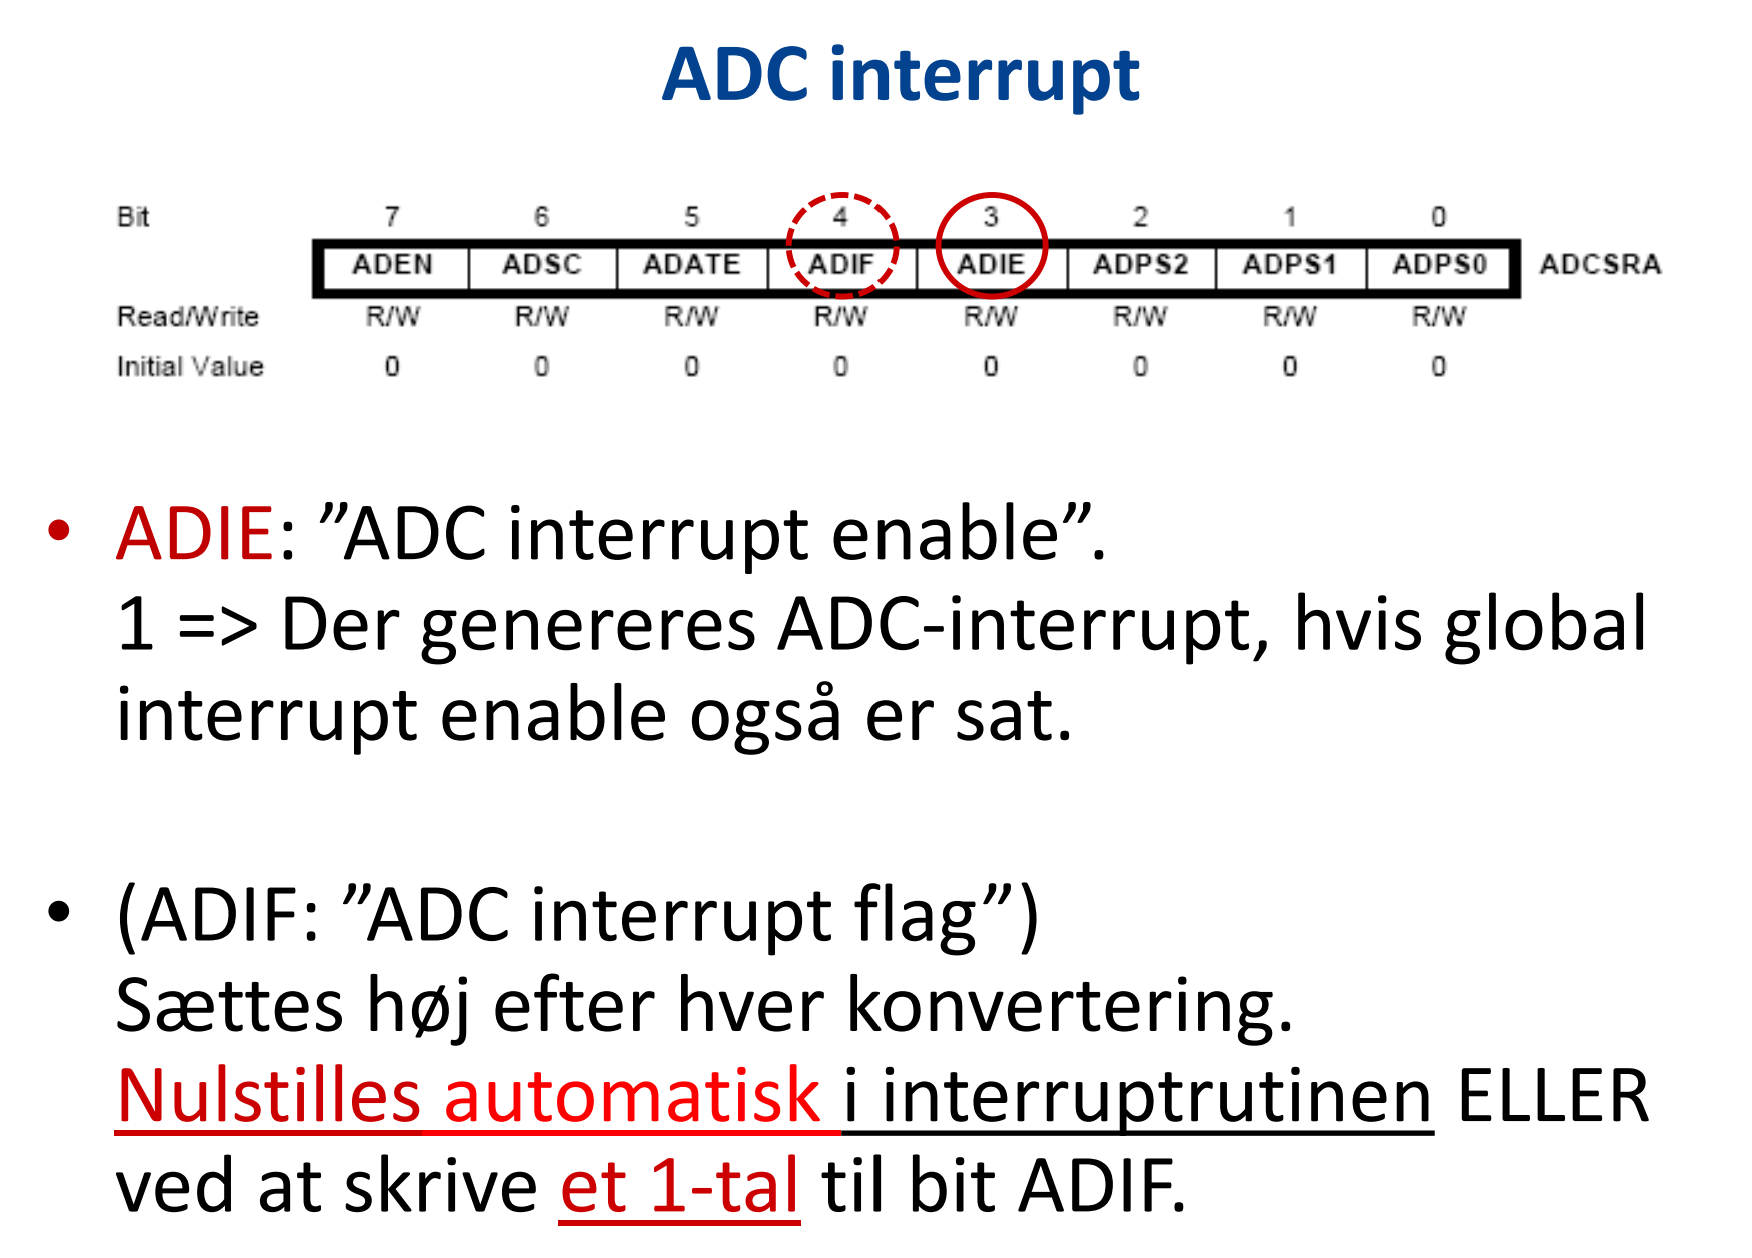 ADC interrupt
Bit 7 6 5 4 3 2 1 0
ADEN ADSC ADATE ADIF ADIE ADPS2 ADPS1 ADPS0 ADCSRA
Read/Write R/W R/W R/W R/W R/W R/W R/W R/W
Initial Value 0 0 0 0 0 0 0 0
• ADIE: ”ADC interrupt enable”.
1 => Der genereres ADC-interrupt, hvis global
interrupt enable også er sat.
• (ADIF: ”ADC interrupt flag”)
Sættes høj efter hver konvertering.
Nulstilles automatisk i interruptrutinen ELLER
ved at skrive et 1-tal til bit ADIF.